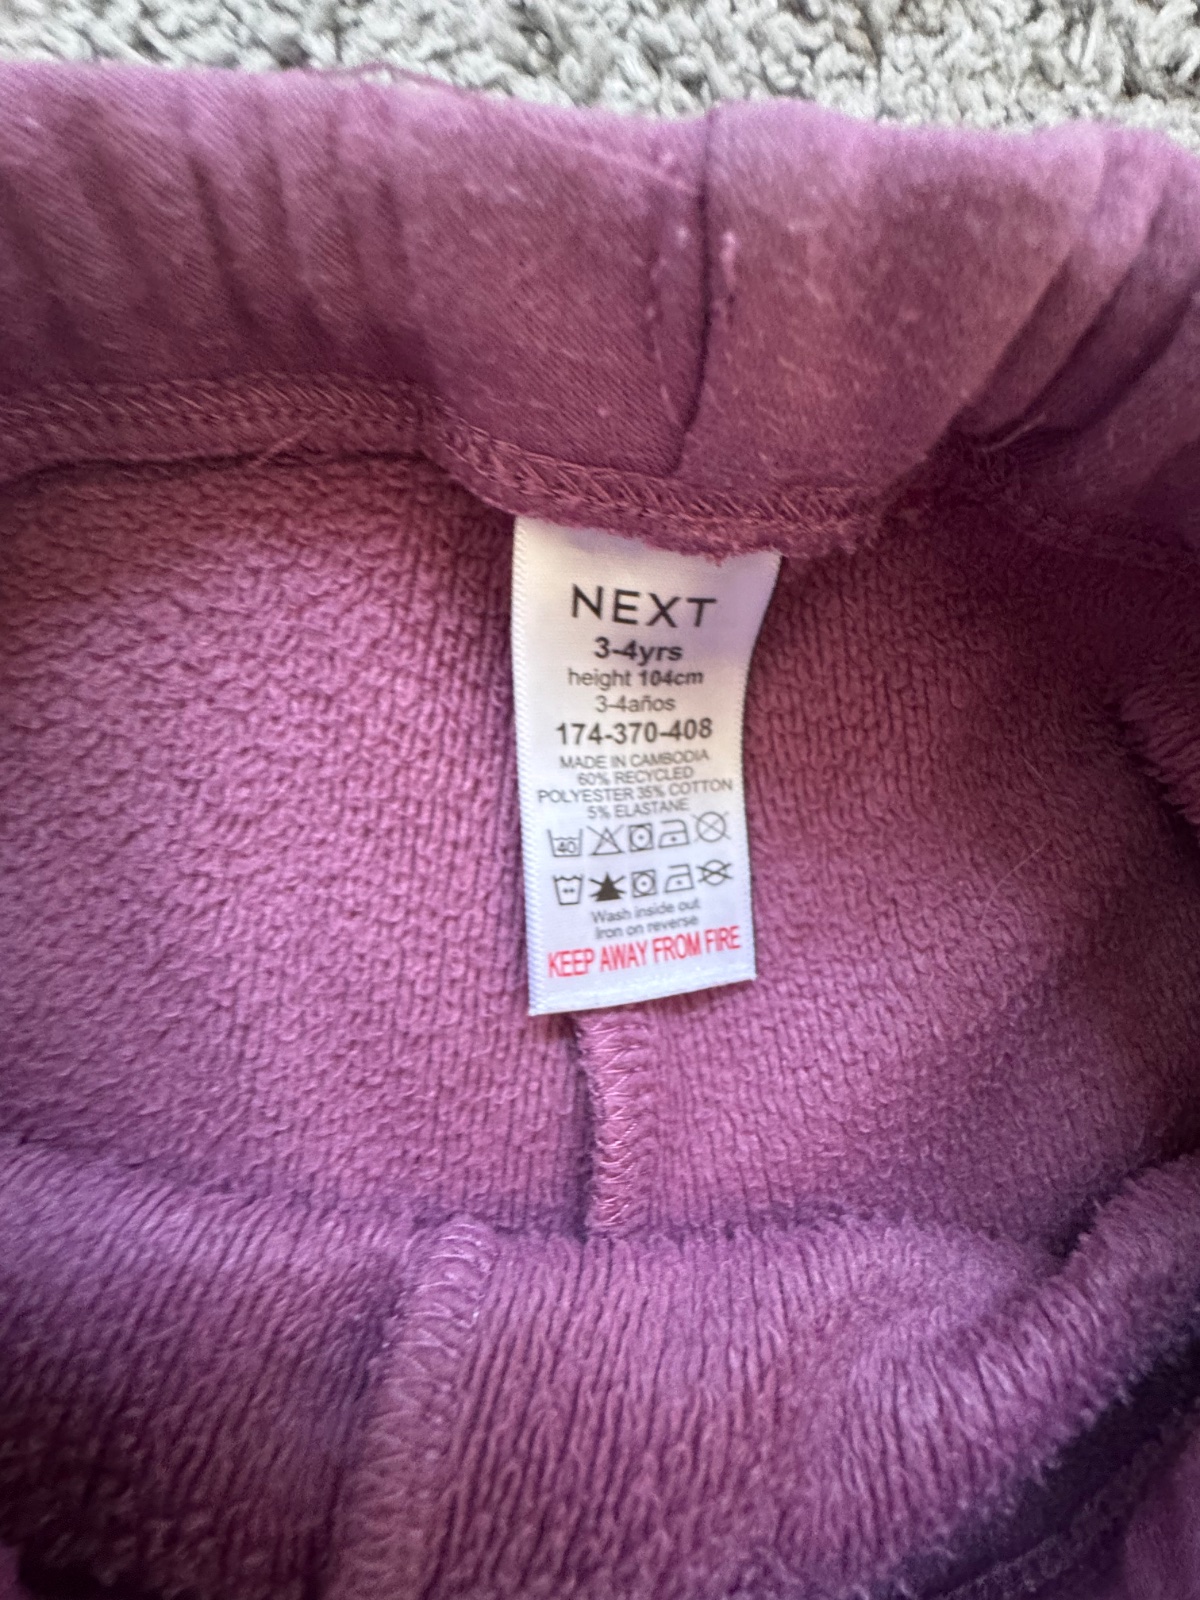 NEXT
3-4yrs
height 104cm
3-4años
174-370-408
MADE IN CAMBODIA
60% RECYCLED
POLYESTER 35% COTTON
5% ELASTANE
40
Wash inside out
Iron on reverse
KEEP AWAY FROM FIRE